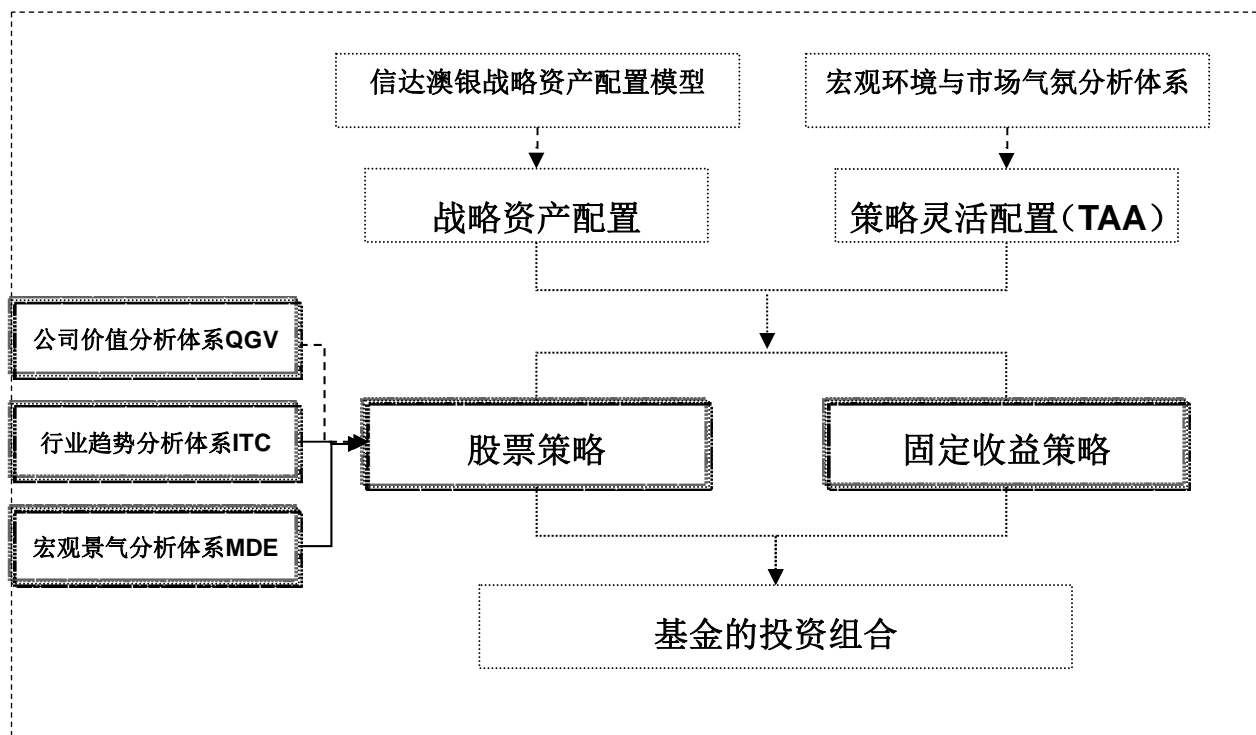 信达澳银战略资产配置模型
宏观环境与市场气氛分析体系
战略资产配置
策略灵活配置（TAA）
公司价值分析体系QGV
行业趋势分析体系ITC
股票策略
固定收益策略
宏观景气分析体系MDE
基金的投资组合